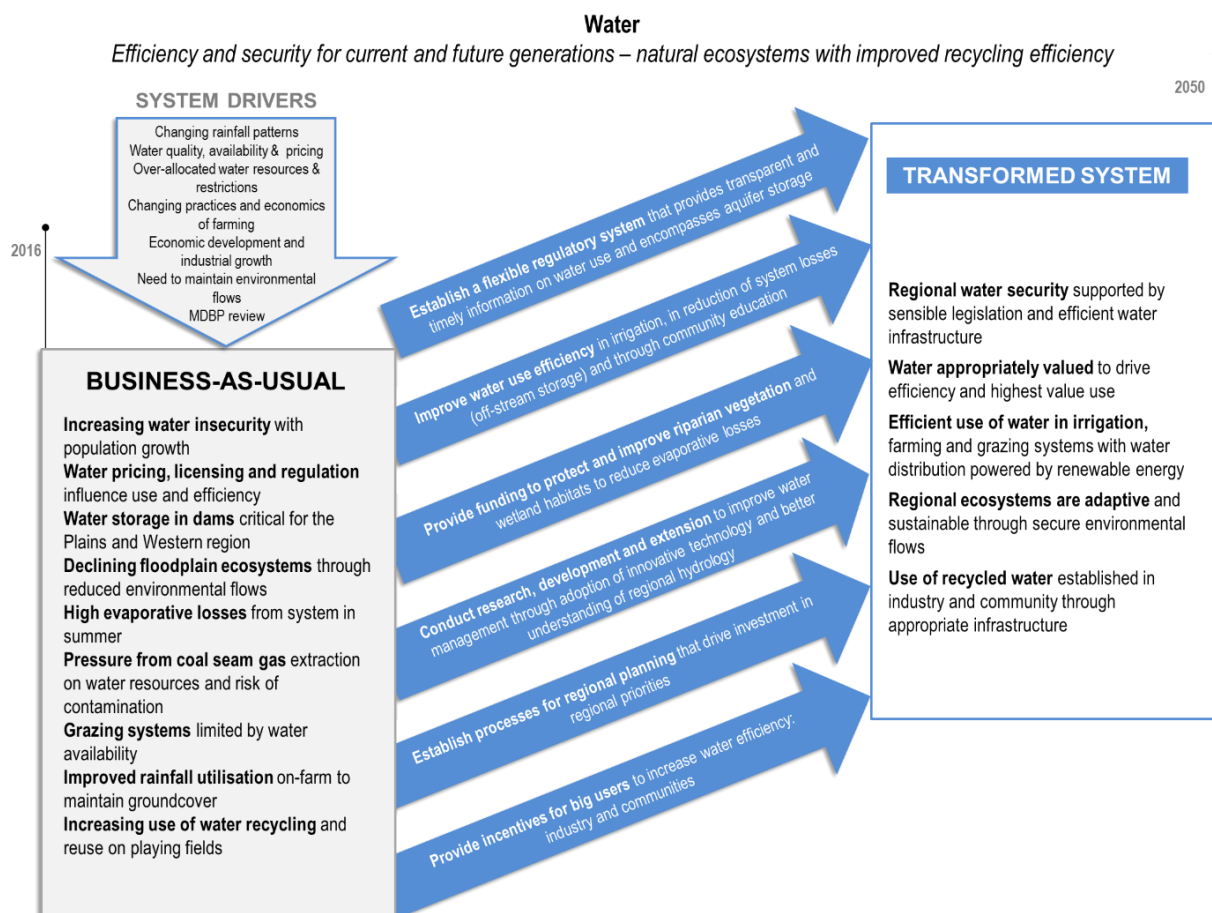 Water
Efficiency and security for current and future generations – natural ecosystems with improved recycling efficiency
2050
SYSTEM DRIVERS
Changing rainfall patterns
Water quality, availability & pricing
Over-allocated water resources &
restrictions
Changing practices and economics
of farming
Economic development and
industrial growth
Need to maintain environmental
flows
MDBP review
2016
BUSINESS-AS-USUAL
Increasing water insecurity with
population growth
Water pricing, licensing and regulation
influence use and efficiency
Water storage in dams critical for the
Plains and Western region
Declining floodplain ecosystems through
reduced environmental flows
High evaporative losses from system in
summer
Pressure from coal seam gas extraction
on water resources and risk of
contamination
Grazing systems limited by water
availability
Improved rainfall utilisation on-farm to
maintain groundcover
Increasing use of water recycling and
reuse on playing fields
Establish a flexible regulatory system that provides transparent and
timely information on water use and encompasses aquifer storage
Improve water use efficiency in irrigation, in reduction of system losses
(off-stream storage) and through community education
Provide funding to protect and improve riparian vegetation and
wetland habitats to reduce evaporative losses
Conduct research, development and extension to improve water
management through adoption of innovative technology and better
understanding of regional hydrology
Establish processes for regional planning that drive investment in
regional priorities
Provide incentives for big users to increase water efficiency:
industry and communities
TRANSFORMED SYSTEM
Regional water security supported by
sensible legislation and efficient water
infrastructure
Water appropriately valued to drive
efficiency and highest value use
Efficient use of water in irrigation,
farming and grazing systems with water
distribution powered by renewable energy
Regional ecosystems are adaptive and
sustainable through secure environmental
flows
Use of recycled water established in
industry and community through
appropriate infrastructure